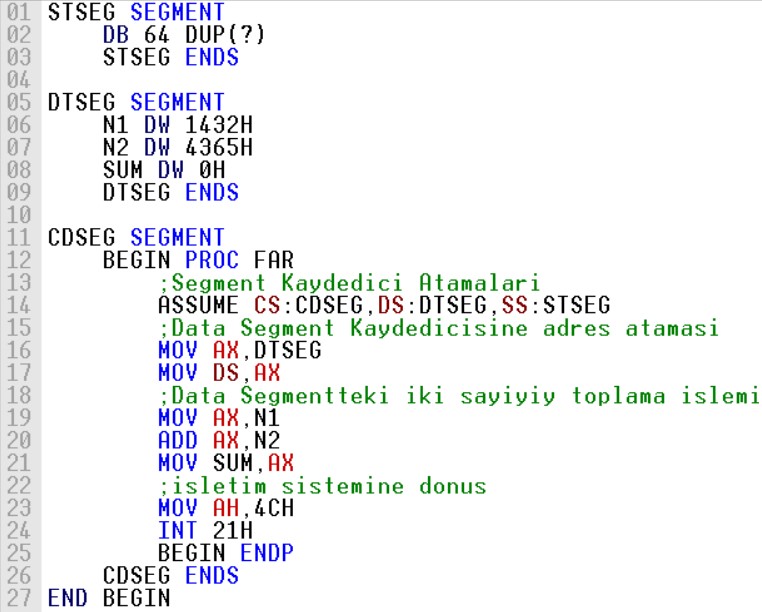 01 STSEG SEGMENT
02 DB 64 DUP(?)
03 STSEG ENDS
04
05 DTSEG SEGMENT
06 N1 DW 1432H
07 N2 DW 4365H
08 SUM DW 0H
09 DTSEG ENDS
10
11 CDSEG SEGMENT
12 BEGIN PROC FAR
13 ;Segment Kaydedici Atamalari
14 ASSUME CS:CDSEG,DS:DTSEG,SS:STSEG
15 ;Data Segment Kaydedicisine adres atamasi
16 MOV AX,DTSEG
17 MOV DS,AX
18 ;Data Segmentteki iki sayiyiy toplama islemi
19 MOV AX,N1
20 ADD AX,N2
21 MOV SUM,AX
22 ;isletim sistemine donus
23 MOV AH,4CH
24 INT 21H
25 BEGIN ENDP
26 CDSEG ENDS
27 END BEGIN